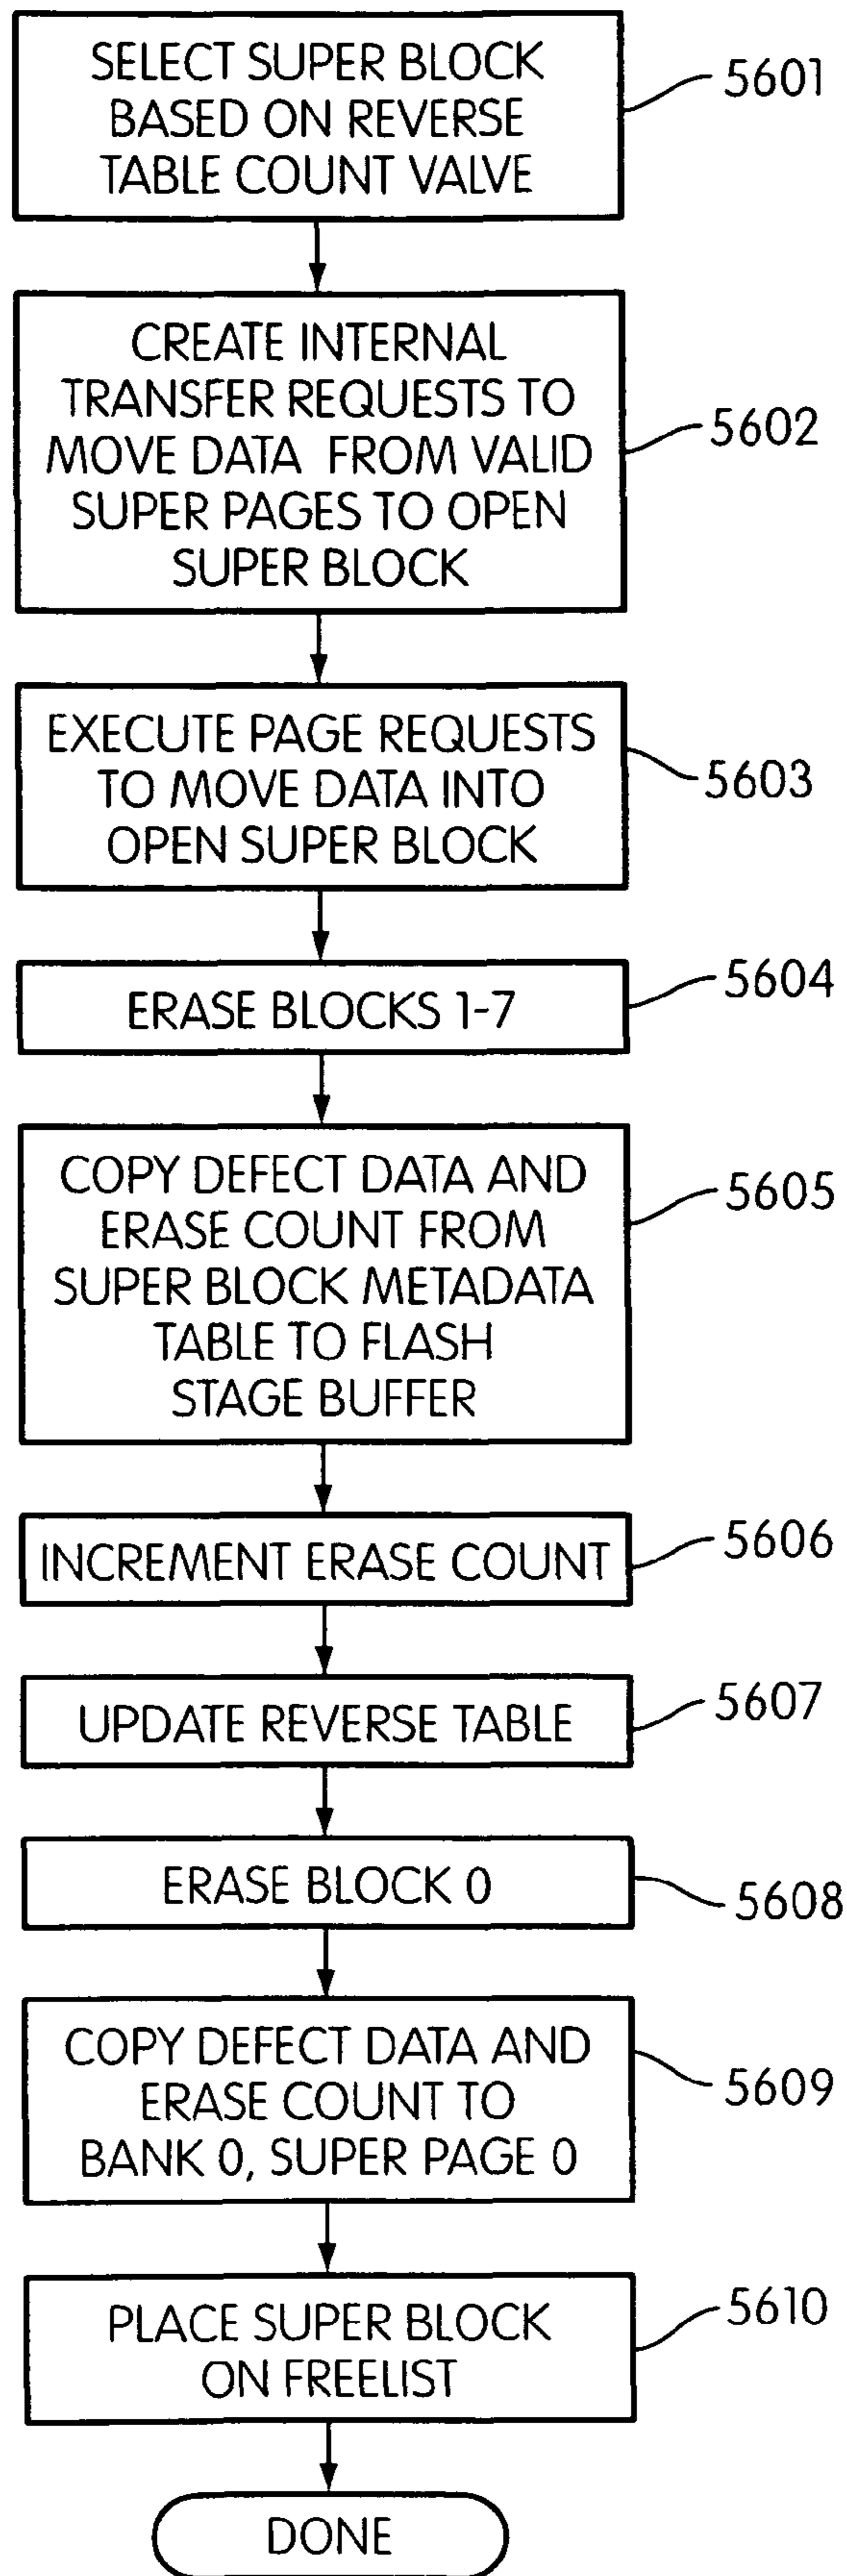 SELECT SUPER BLOCK
BASED ON REVERSE
TABLE COUNT VALVE
5601
CREATE INTERNAL
TRANSFER REQUESTS TO
MOVE DATA FROM VALID
SUPER PAGES TO OPEN
SUPER BLOCK
5602
EXECUTE PAGE REQUESTS
TO MOVE DATA INTO
OPEN SUPER BLOCK
5603
ERASE BLOCKS 1-7
5604
COPY DEFECT DATA AND
ERASE COUNT FROM
SUPER BLOCK METADATA
TABLE TO FLASH
STAGE BUFFER
5605
INCREMENT ERASE COUNT
5606
UPDATE REVERSE TABLE
5607
ERASE BLOCK 0
5608
COPY DEFECT DATA AND
ERASE COUNT TO
BANK 0, SUPER PAGE 0
5609
PLACE SUPER BLOCK
ON FREELIST
5610
DONE